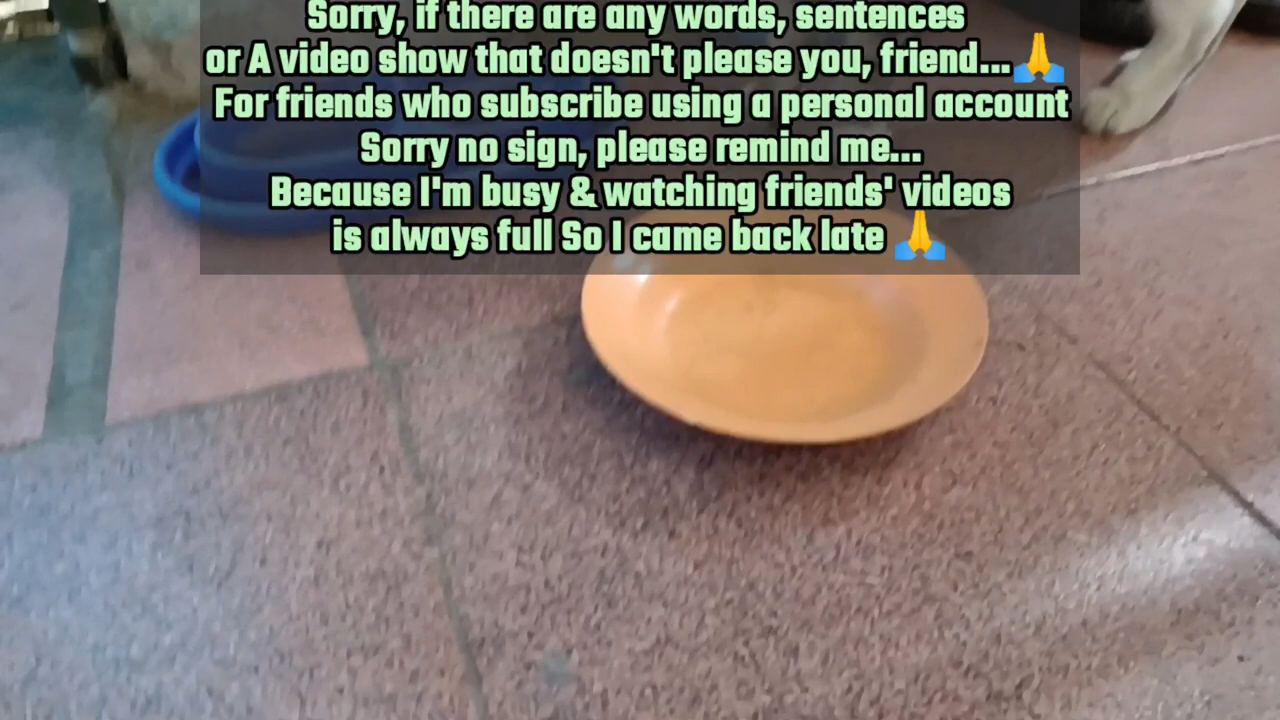 Sorry, if there are any words, sentences
or A video show that doesn't please you, friend...🙏
For friends who subscribe using a personal account
Sorry no sign, please remind me...
Because I'm busy & watching friends' videos
is always full So I came back late 🙏